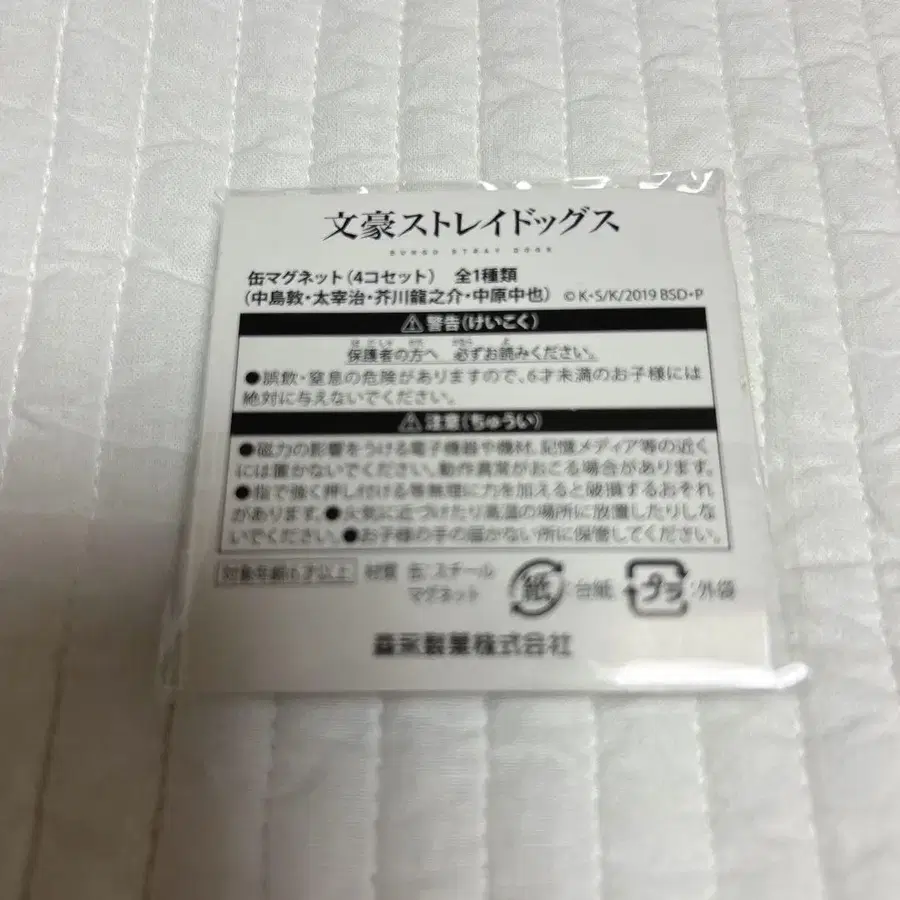 文豪ストレイドッグス
BUNGO STRAY DOGS
缶マグネット(4コセット) 全1種類
(中島敦・太宰治・芥川龍之介・中原中也) ©K・S/K/2019 BSD・P
⚠警告(けいこく)
保護者の方へ 必ずお読みください。
●誤飲・窒息の危険がありますので、6才未満のお子様には
絶対に与えないでください。
⚠注意(ちゅうい)
●磁力の影響をうける電子機器や機材、記憶メディア等の近く
には置かないでください。動作異常がおこる場合があります。
●指で強く押し付ける等無理に力を加えると破損するおそれ
があります。●火気に近づけたり高温の場所に放置したりしな
いでください。●お子様の手の届かない所に保管してください。
対象年齢6才以上 材質 缶:スチール
マグネット
紙:台紙 プラ:外袋
森永製菓株式会社